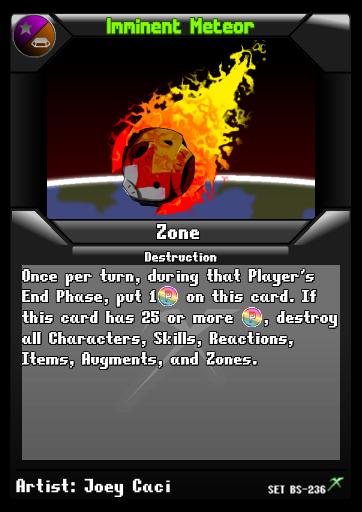 Imminent Meteor
Zone
Destruction
Once per turn, during that Player's
End Phase, put 1 P on this card. If
this card has 25 or more P, destroy
all Characters, Skills, Reactions,
Items, Augments, and Zones.
Artist: Joey Caci
SET BS-236